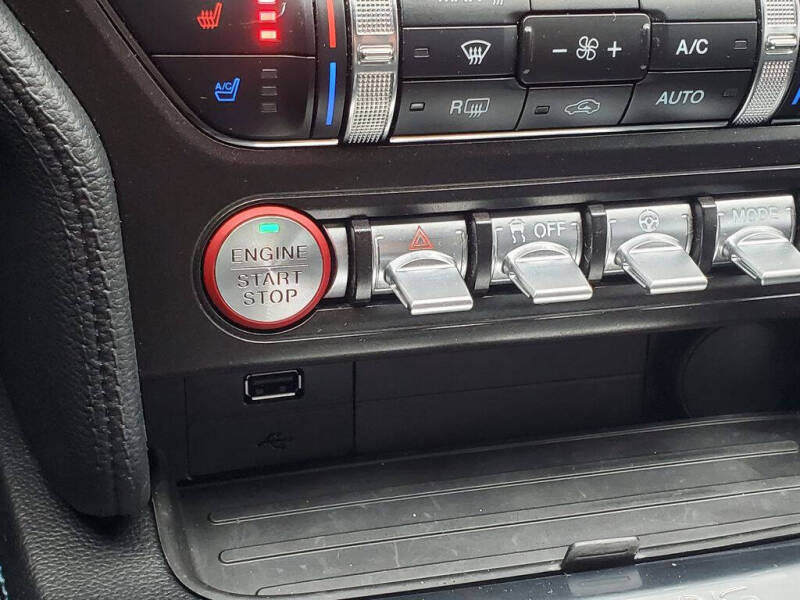 A/C
A/C
R
AUTO
ENGINE
START
STOP
OFF
MODE